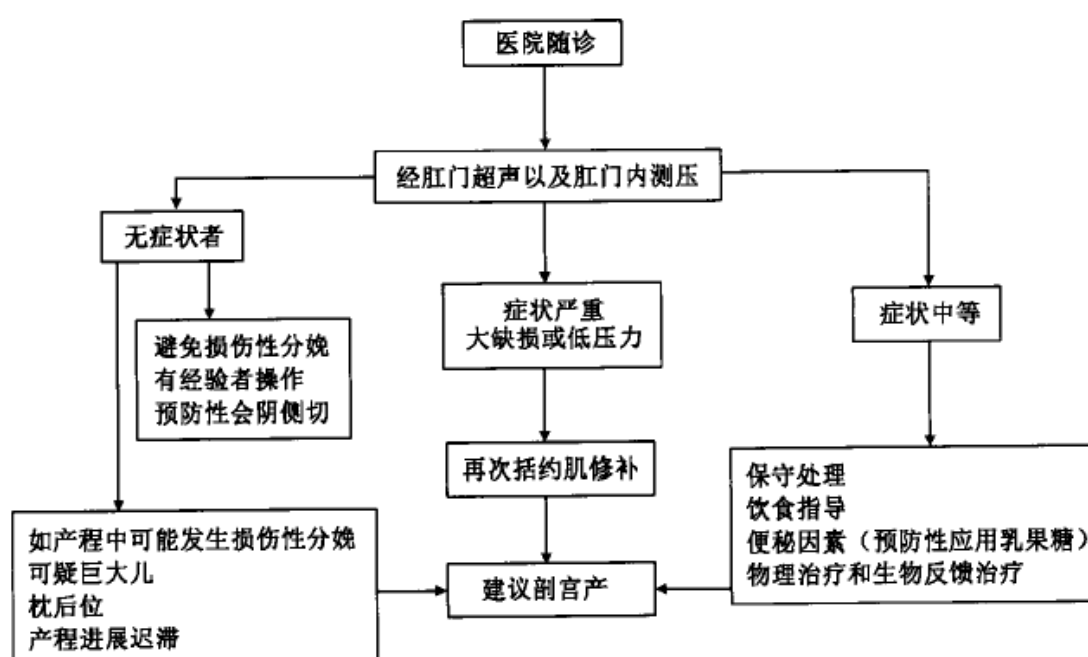 医院随诊
经肛门超声以及肛门内测压
无症状者
避免损伤性分娩
有经验者操作
预防性会阴侧切
症状严重
大缺损或低压力
症状中等
再次括约肌修补
保守处理
饮食指导
便秘因素（预防性应用乳果糖）
物理治疗和生物反馈治疗
如产程中可能发生损伤性分娩
可疑巨大儿
枕后位
产程进展迟滞
建议剖宫产